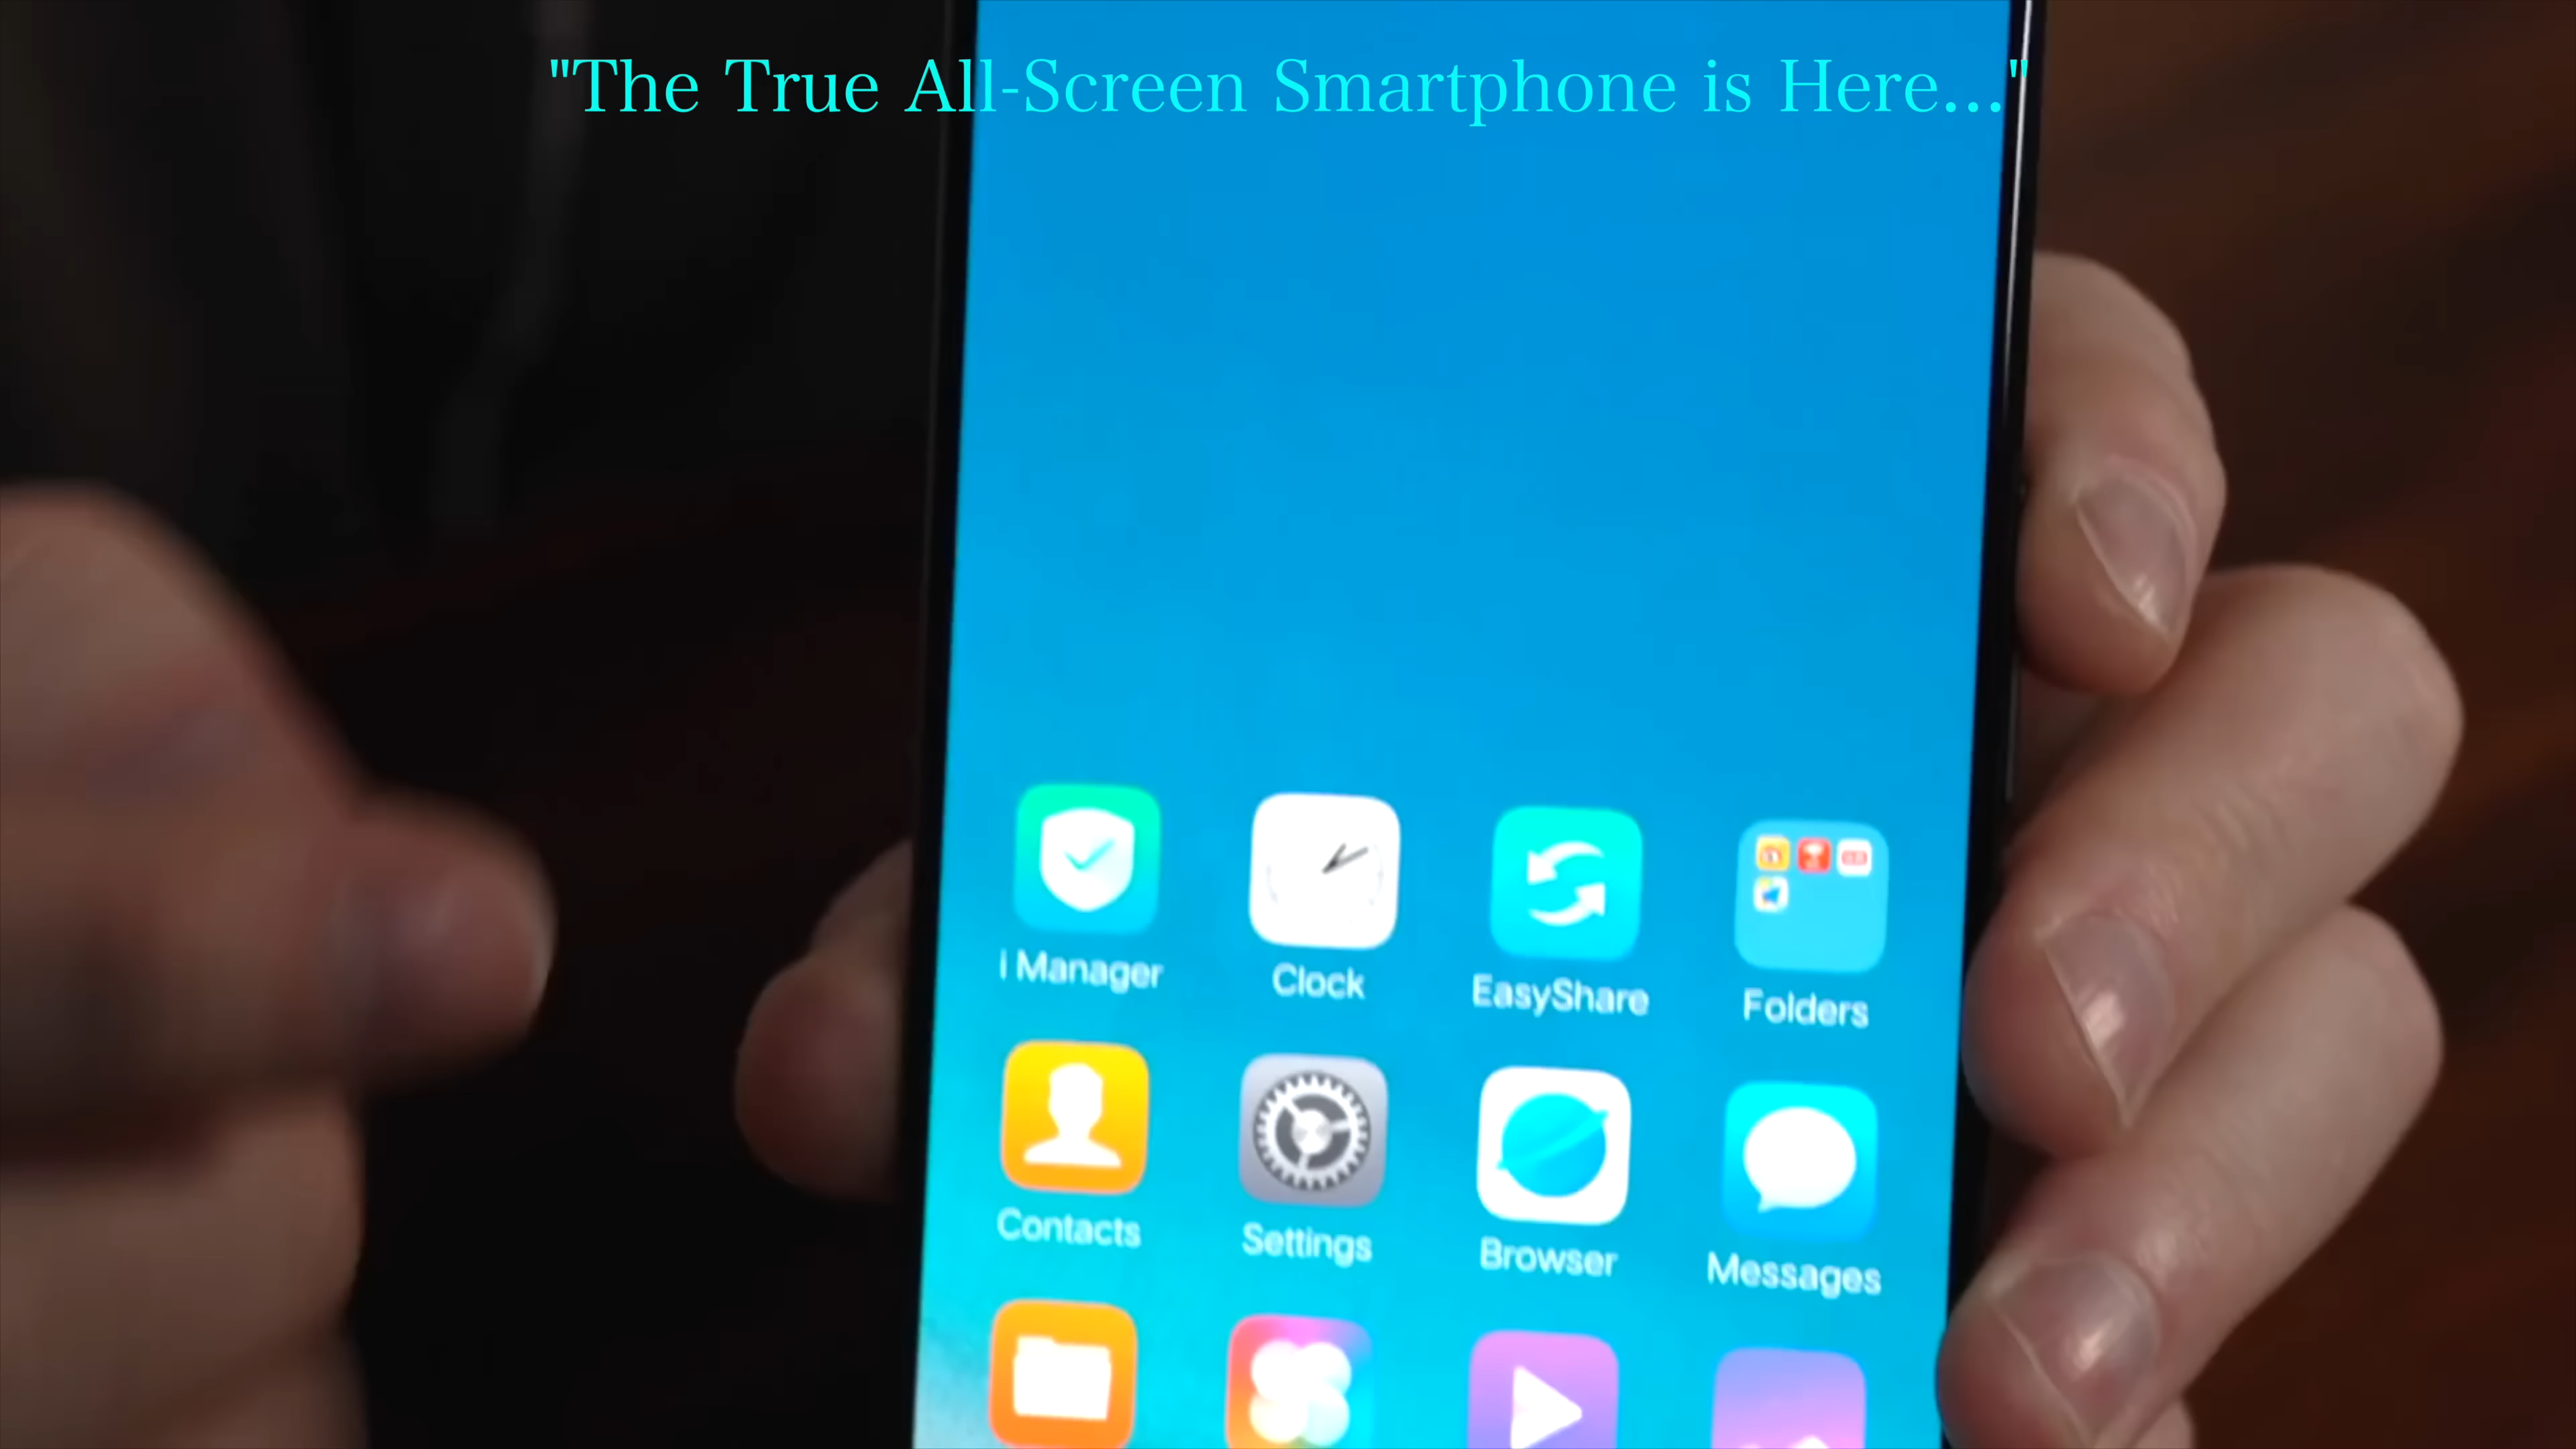 "The True All-Screen Smartphone is Here..."
i Manager
Clock
EasyShare
Folders
Contacts
Settings
Browser
Messages